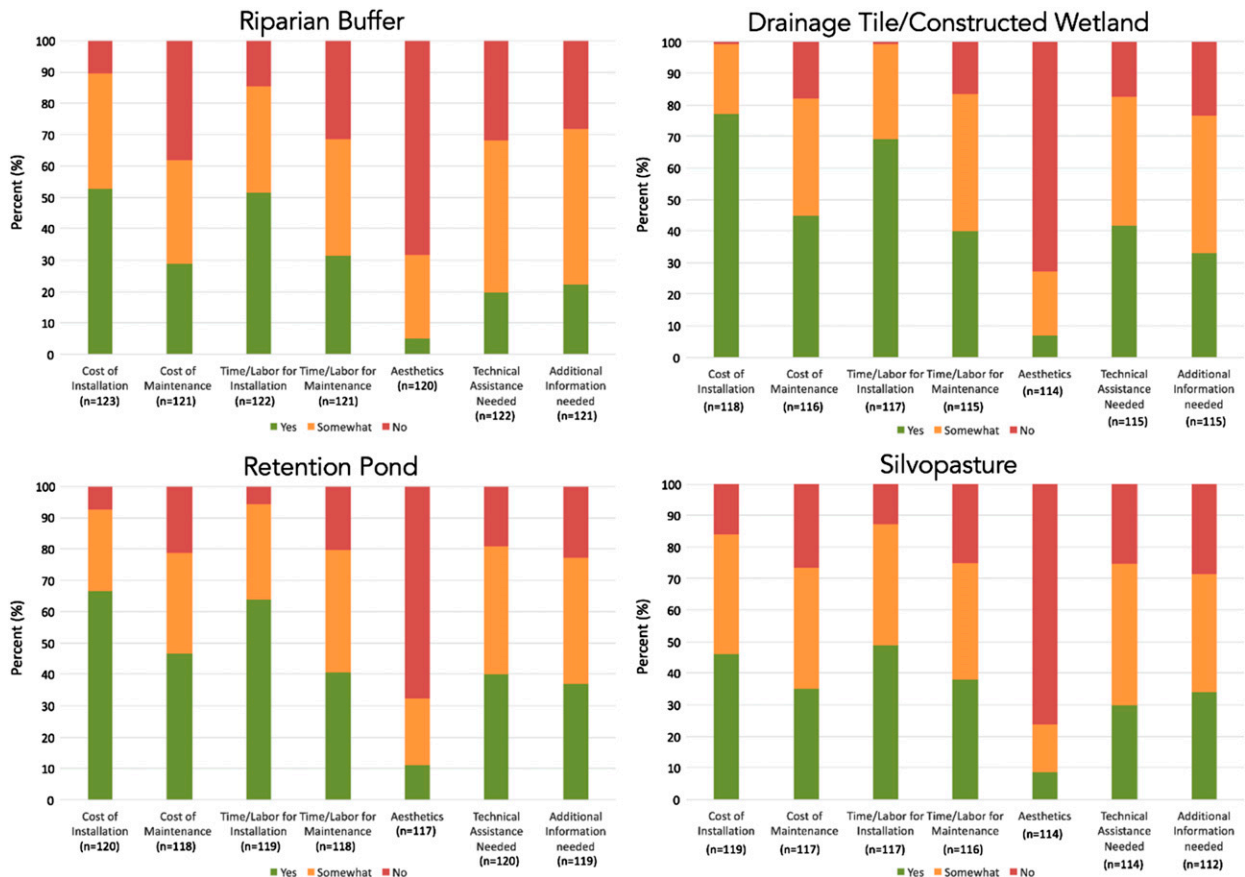 Riparian Buffer
Percent (%)
100
90
80
70
60
50
40
30
20
10
0
Cost of
Installation
(n=123)
Cost of
Maintenance
(n=121)
Time/Labor for
Installation
(n=122)
Time/Labor for
Maintenance
(n=121)
Aesthetics
(n=120)
Technical
Assistance
Needed
(n=122)
Additional
Information
needed
(n=121)
Yes Somewhat No
Drainage Tile/Constructed Wetland
Percent (%)
100
90
80
70
60
50
40
30
20
10
0
Cost of
Installation
(n=118)
Cost of
Maintenance
(n=116)
Time/Labor for
Installation
(n=117)
Time/Labor for
Maintenance
(n=115)
Aesthetics
(n=114)
Technical
Assistance
Needed
(n=115)
Additional
Information
needed
(n=115)
Yes Somewhat No
Retention Pond
Percent (%)
100
90
80
70
60
50
40
30
20
10
0
Cost of
Installation
(n=120)
Cost of
Maintenance
(n=118)
Time/Labor for
Installation
(n=119)
Time/Labor for
Maintenance
(n=118)
Aesthetics
(n=117)
Technical
Assistance
Needed
(n=120)
Additional
Information
needed
(n=119)
Yes Somewhat No
Silvopasture
Percent (%)
100
90
80
70
60
50
40
30
20
10
0
Cost of
Installation
(n=119)
Cost of
Maintenance
(n=117)
Time/Labor for
Installation
(n=117)
Time/Labor for
Maintenance
(n=116)
Aesthetics
(n=114)
Technical
Assistance
Needed
(n=114)
Additional
Information
needed
(n=112)
Yes Somewhat No